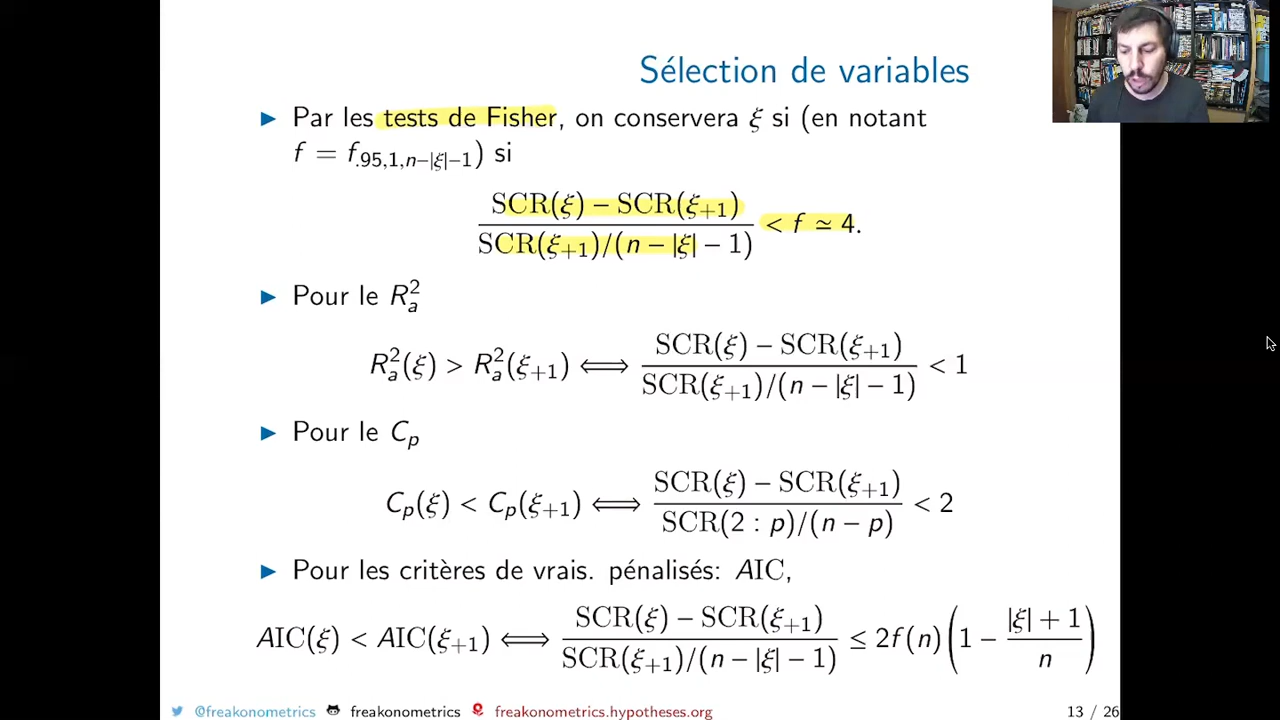 Sélection de variables
▶ Par les tests de Fisher, on conservera ξ si (en notant
f = f.95,1,n−|ξ|−1) si
SCR(ξ) − SCR(ξ+1)
SCR(ξ+1)/(n − |ξ| − 1)
< f ≃ 4.
▶ Pour le R²a
R²a(ξ) > R²a(ξ+1) ⟺ SCR(ξ) − SCR(ξ+1)
SCR(ξ+1)/(n − |ξ| − 1)
< 1
▶ Pour le Cp
Cp(ξ) < Cp(ξ+1) ⟺ SCR(ξ) − SCR(ξ+1)
SCR(2 : p)/(n − p)
< 2
▶ Pour les critères de vrais. pénalisés: AIC,
AIC(ξ) < AIC(ξ+1) ⟺ SCR(ξ) − SCR(ξ+1)
SCR(ξ+1)/(n − |ξ| − 1)
≤ 2f(n) (1 − |ξ| + 1
n)
@freakonometrics freakonometrics freakonometrics.hypotheses.org 13 / 26